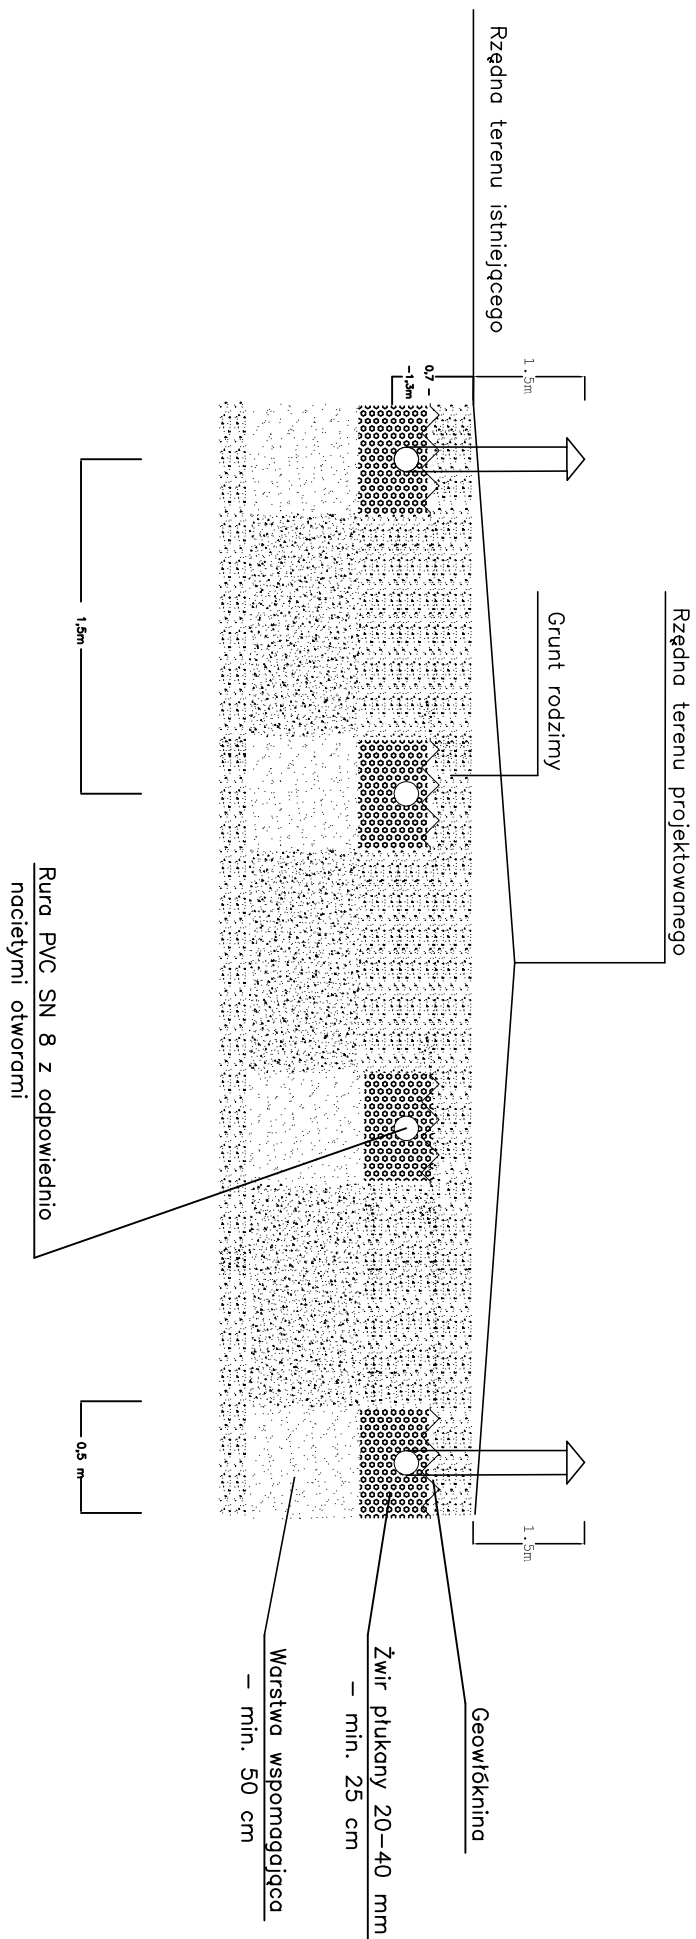 Rzędna terenu istniejącego
Rzędna terenu projektowanego
Grunt rodzimy
1.5m
1.5m
0,7 –
–1,3m
Geowłóknina
Żwir płukany 20–40 mm
– min. 25 cm
Warstwa wspomagająca
– min. 50 cm
1,5m
0,5 m
Rura PVC SN 8 z odpowiednio
nacietymi otworami